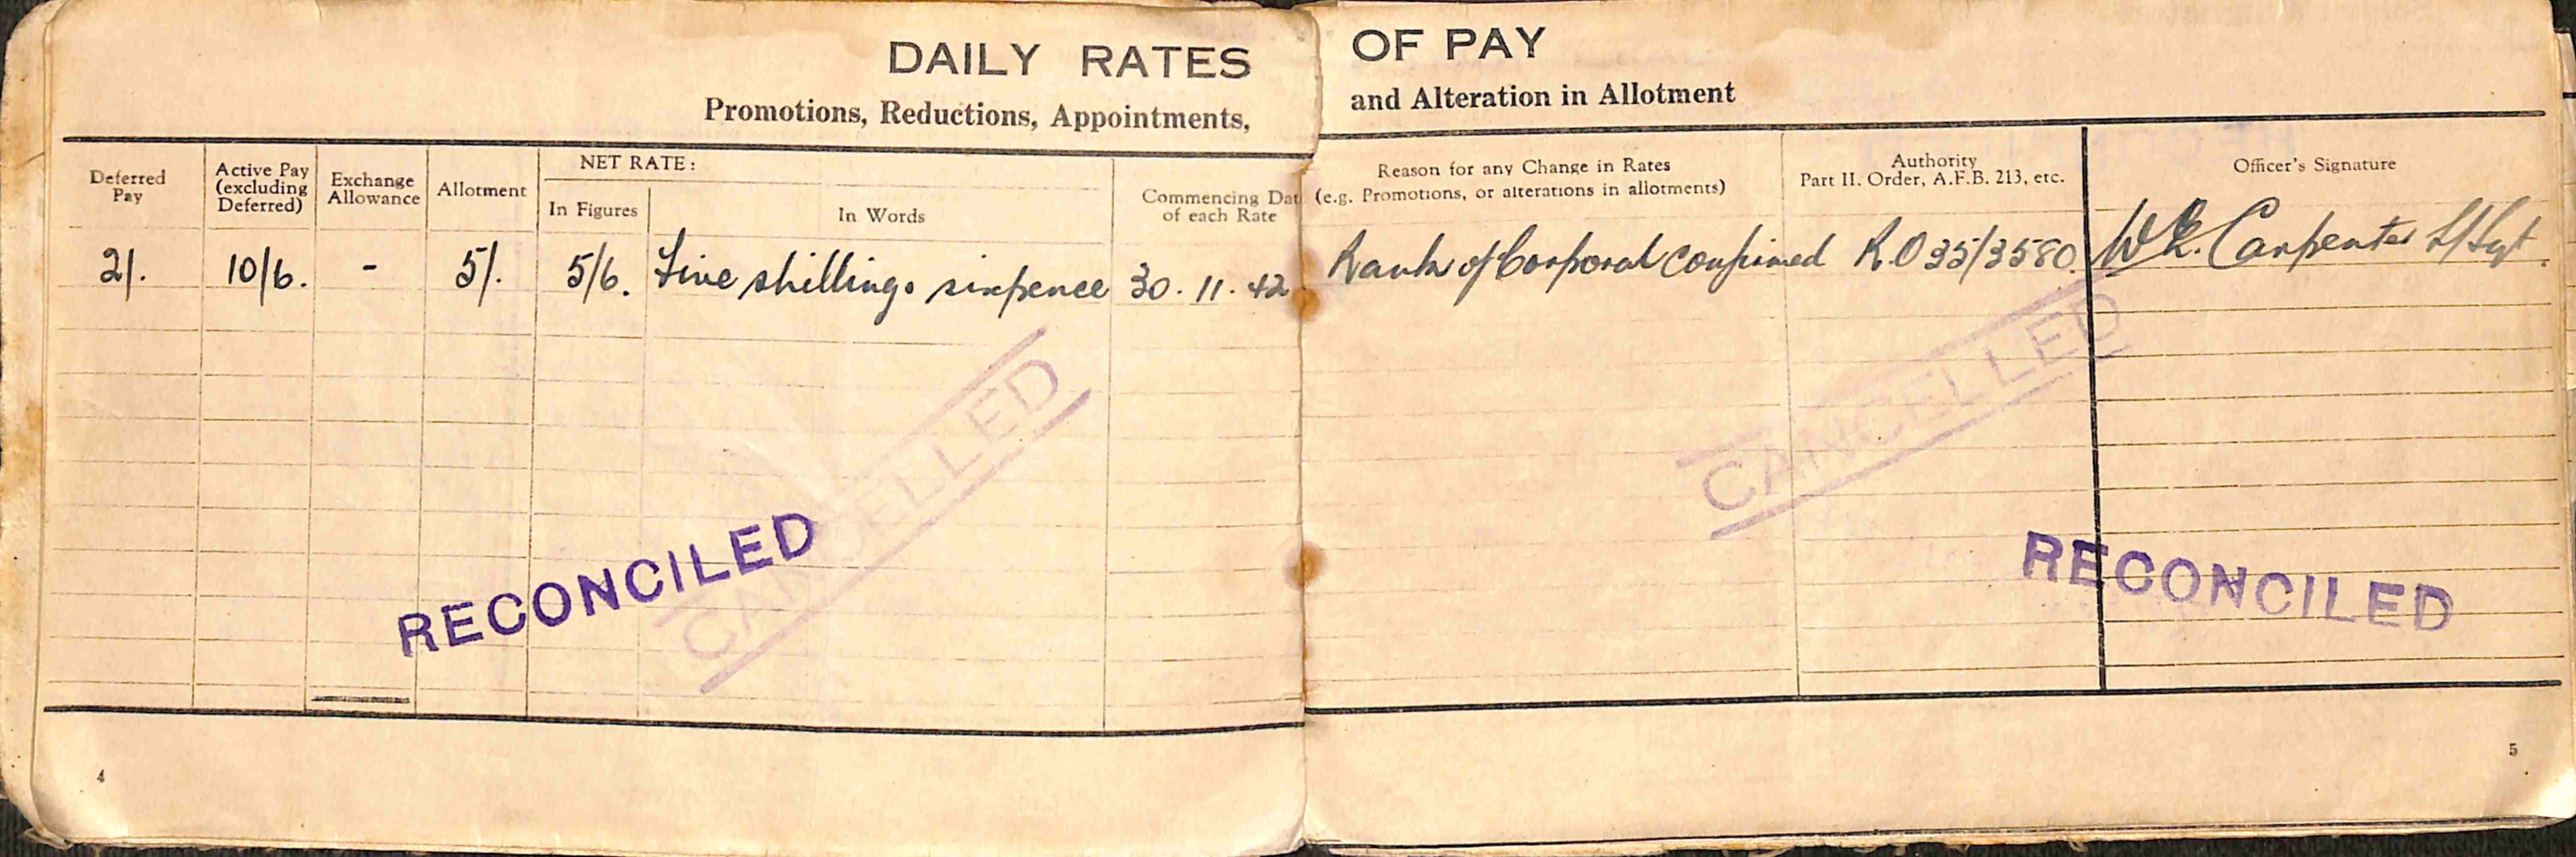 DAILY RATES OF PAY
Promotions, Reductions, Appointments, and Alteration in Allotment
Deferred Pay
Active Pay (excluding Deferred)
Exchange Allowance
Allotment
NET RATE:
In Figures
In Words
Commencing Dat
of each Rate
Reason for any Change in Rates
(e.g. Promotions, or alterations in allotments)
Authority
Part II. Order, A.F.B. 213, etc.
Officer's Signature
2/. 10/6. - 5/. 5/6. Five shillings sixpence 30. 11. 42 Rank of Corporal confirmed R.O 35/3580. Carpenter
CANCELLED
CANCELLED
RECONCILED
RECONCILED
4
5